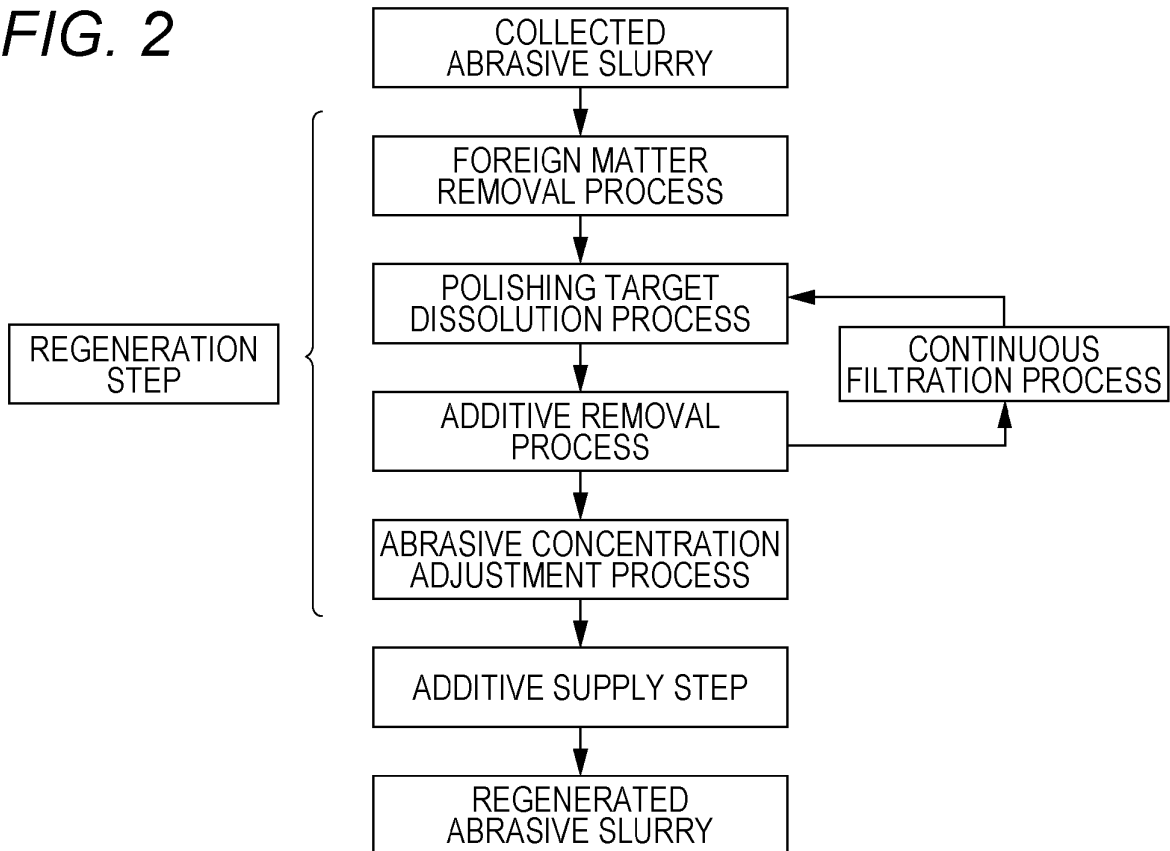 FIG. 2
COLLECTED
ABRASIVE SLURRY
FOREIGN MATTER
REMOVAL PROCESS
POLISHING TARGET
DISSOLUTION PROCESS
REGENERATION
STEP
CONTINUOUS
FILTRATION PROCESS
ADDITIVE REMOVAL
PROCESS
ABRASIVE CONCENTRATION
ADJUSTMENT PROCESS
ADDITIVE SUPPLY STEP
REGENERATED
ABRASIVE SLURRY